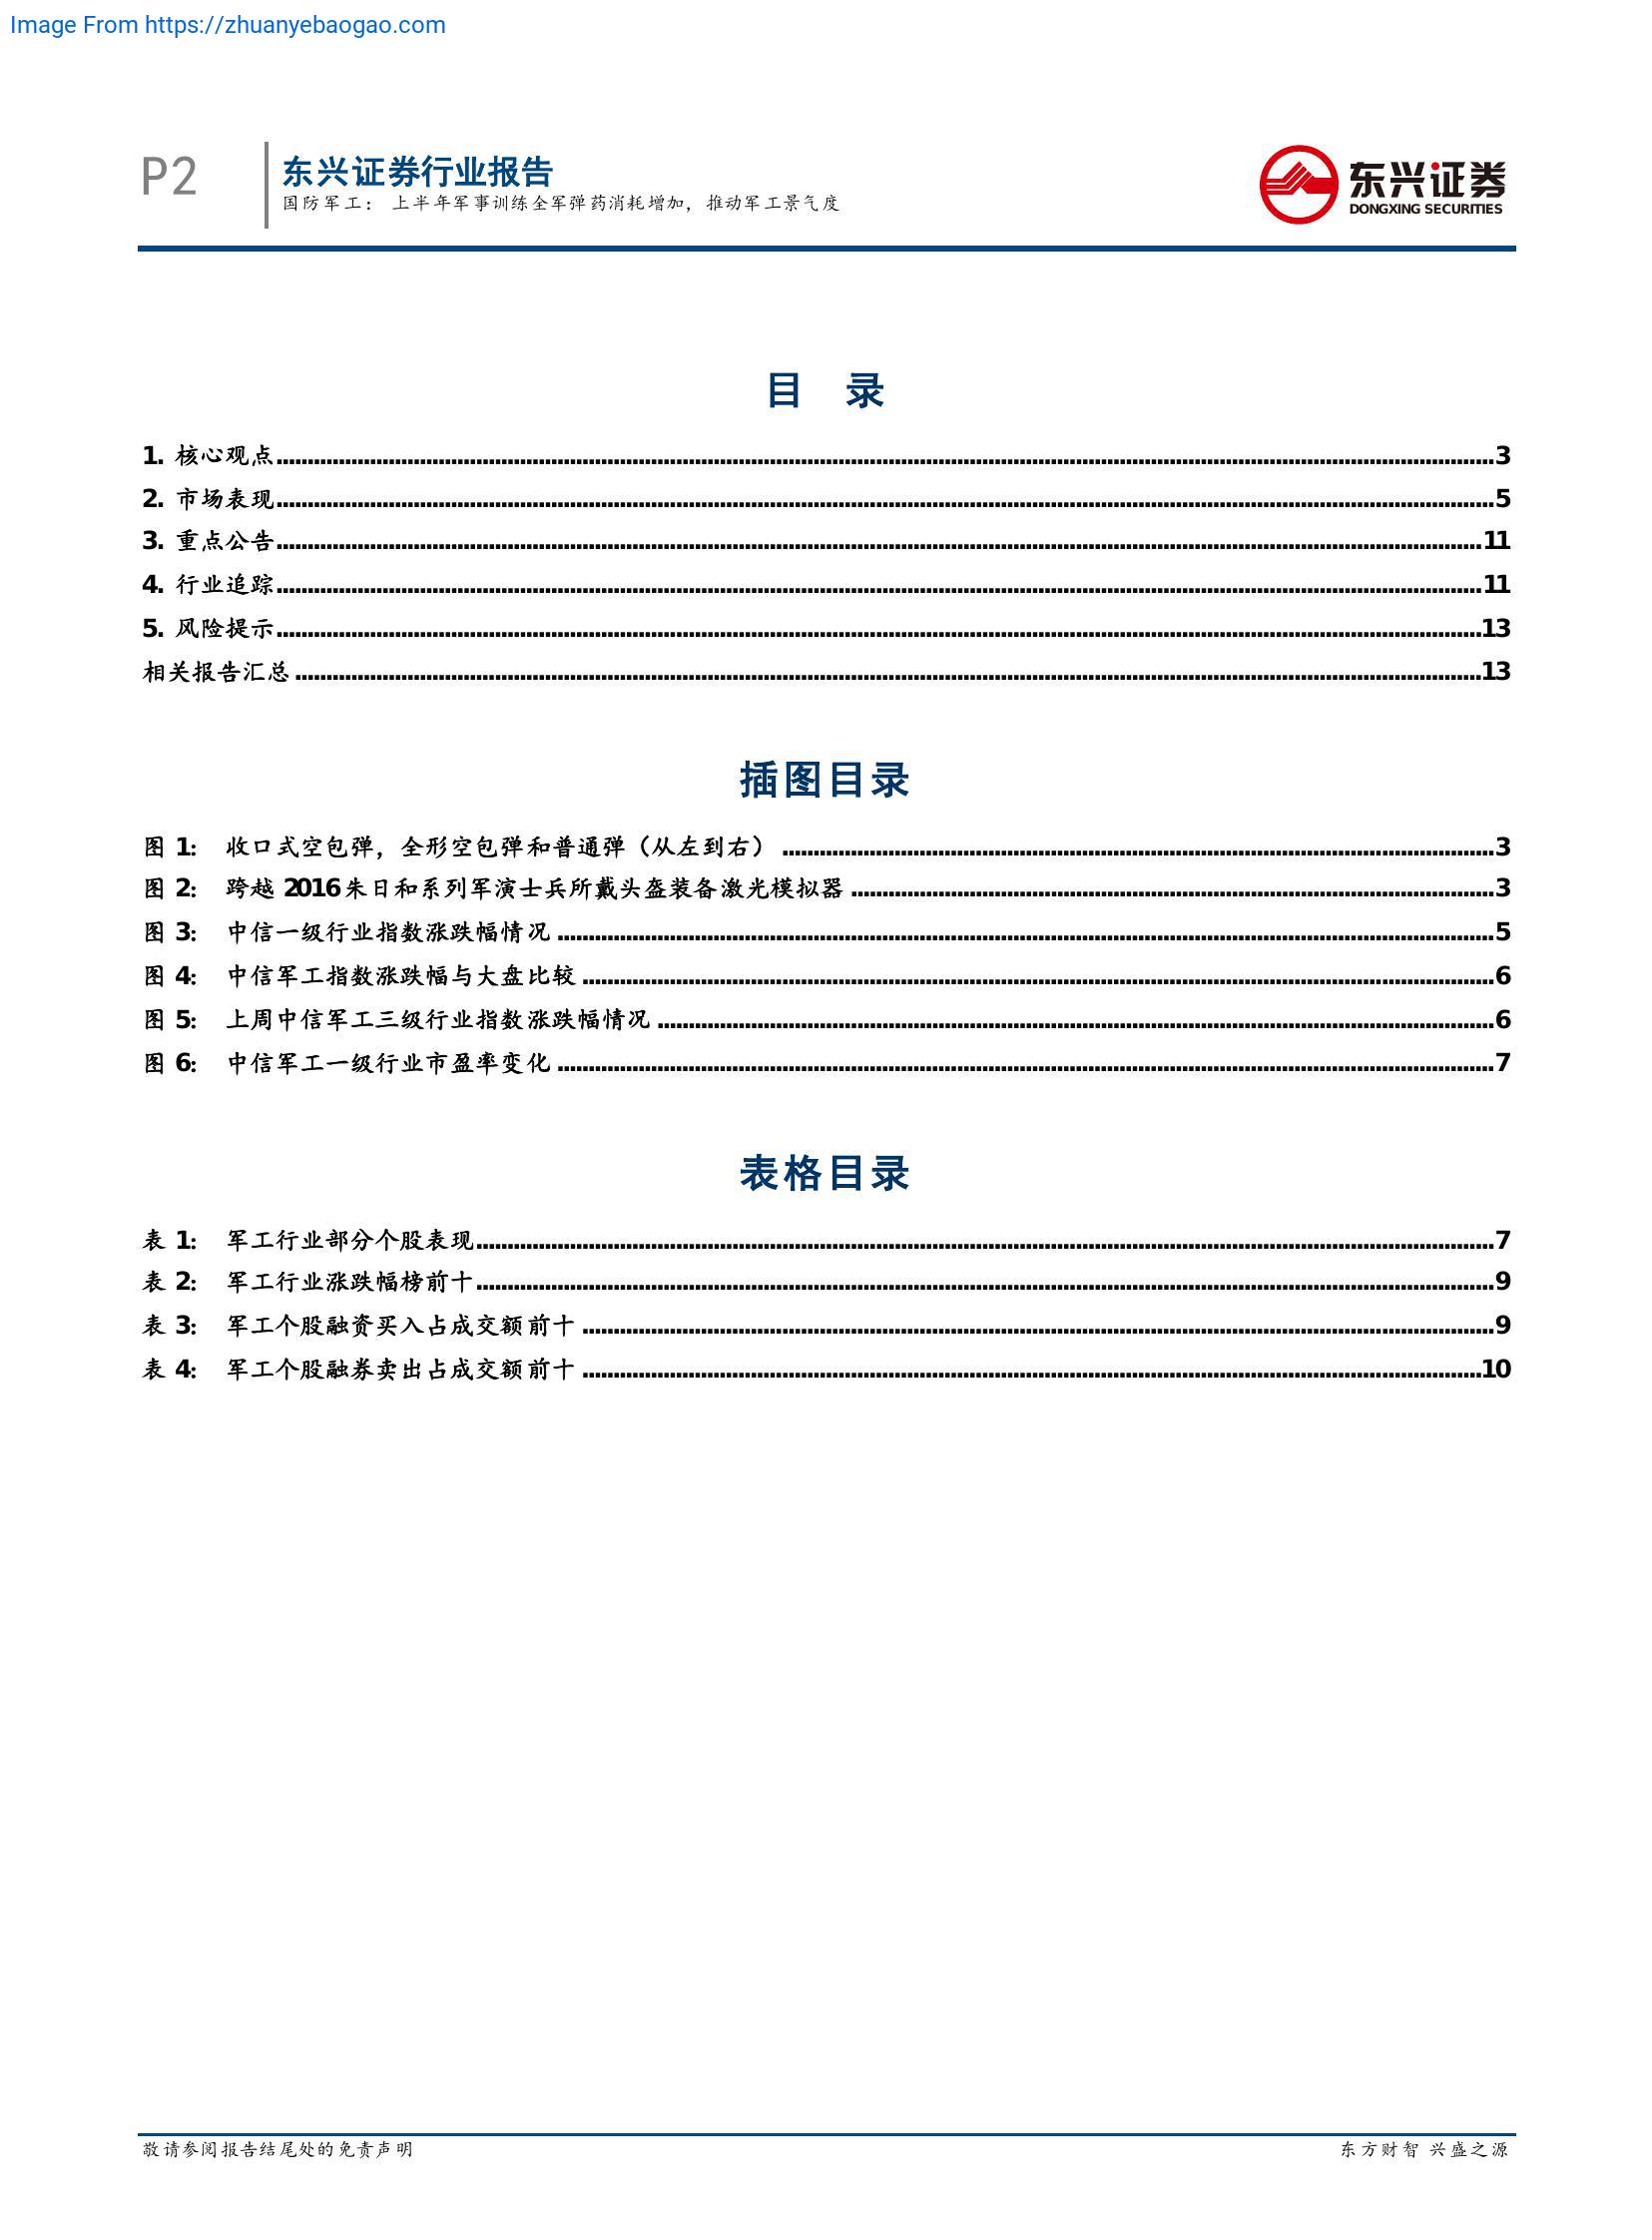 Image From https://zhuanyebaogao.com
P2
东兴证券行业报告
国防军工： 上半年军事训练全军弹药消耗增加，推动军工景气度
东兴证券
DONGXING SECURITIES
目 录
1. 核心观点 3
2. 市场表现 5
3. 重点公告 11
4. 行业追踪 11
5. 风险提示 13
相关报告汇总 13
插图目录
图 1: 收口式空包弹，全形空包弹和普通弹（从左到右） 3
图 2: 跨越 2016 朱日和系列军演士兵所戴头盔装备激光模拟器 3
图 3: 中信一级行业指数涨跌幅情况 5
图 4: 中信军工指数涨跌幅与大盘比较 6
图 5: 上周中信军工三级行业指数涨跌幅情况 6
图 6: 中信军工一级行业市盈率变化 7
表格目录
表 1: 军工行业部分个股表现 7
表 2: 军工行业涨跌幅榜前十 9
表 3: 军工个股融资买入占成交额前十 9
表 4: 军工个股融券卖出占成交额前十 10
敬请参阅报告结尾处的免责声明
东方财智 兴盛之源